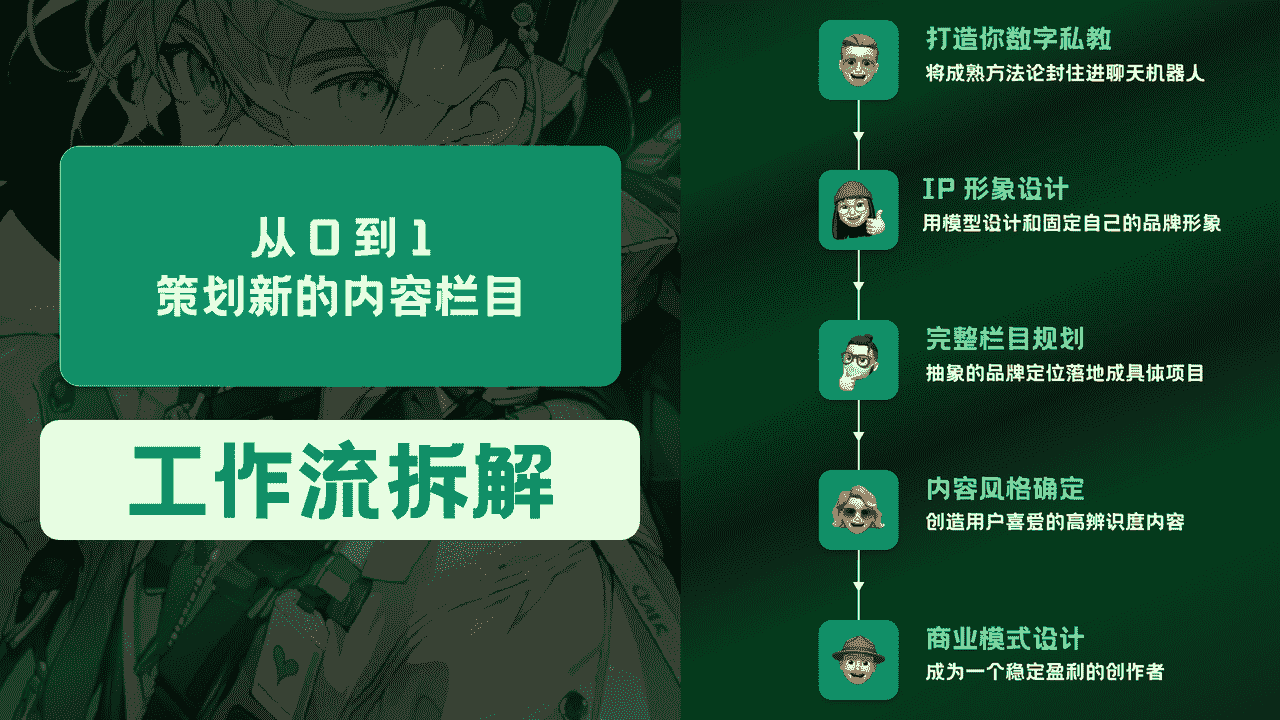 从 0 到 1
策划新的内容栏目
工作流拆解
打造你数字私教
将成熟方法论封住进聊天机器人
IP 形象设计
用模型设计和固定自己的品牌形象
完整栏目规划
抽象的品牌定位落地成具体项目
内容风格确定
创造用户喜爱的高辨识度内容
商业模式设计
成为一个稳定盈利的创作者